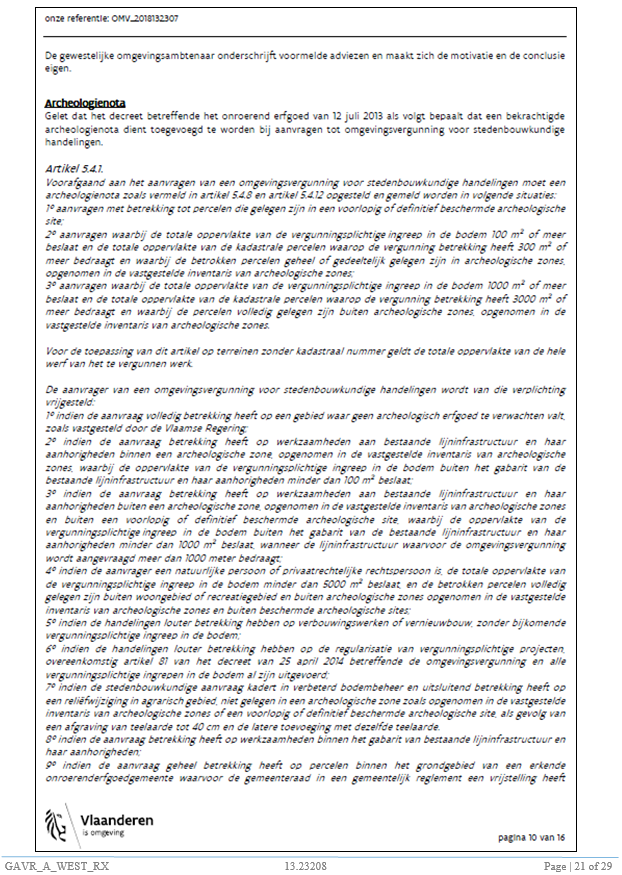 onze referentie: OMV_2018132307
De gewestelijke omgevingsambtenaar onderschrijft voormelde adviezen en maakt zich de motivatie en de conclusie
eigen.
Archeologienota
Gelet dat het decreet betreffende het onroerend erfgoed van 12 juli 2013 als volgt bepaalt dat een bekrachtigde
archeologienota dient toegevoegd te worden bij aanvragen tot omgevingsvergunning voor stedenbouwkundige
handelingen.
Artikel 5.4.1.
Voorafgaand aan het aanvragen van een omgevingsvergunning voor stedenbouwkundige handelingen moet een
archeologienota zoals vermeld in artikel 5.4.8 en artikel 5.4.12 opgesteld en gemeld worden in volgende situaties:
1° aanvragen met betrekking tot percelen die gelegen zijn in een voorlopig of definitief beschermde archeologische
site;
2° aanvragen waarbij de totale oppervlakte van de vergunningsplichtige ingreep in de bodem 100 m² of meer
beslaat en de totale oppervlakte van de kadastrale percelen waarop de vergunning betrekking heeft 300 m² of
meer bedraagt en waarbij de betrokken percelen geheel of gedeeltelijk gelegen zijn in archeologische zones,
opgenomen in de vastgestelde inventaris van archeologische zones;
3° aanvragen waarbij de totale oppervlakte van de vergunningsplichtige ingreep in de bodem 1000 m² of meer
beslaat en de totale oppervlakte van de kadastrale percelen waarop de vergunning betrekking heeft 3000 m² of
meer bedraagt en waarbij de percelen volledig gelegen zijn buiten archeologische zones, opgenomen in de
vastgestelde inventaris van archeologische zones.
Voor de toepassing van dit artikel op terreinen zonder kadastraal nummer geldt de totale oppervlakte van de hele
werf van het te vergunnen werk.
De aanvrager van een omgevingsvergunning voor stedenbouwkundige handelingen wordt van die verplichting
vrijgesteld:
1° indien de aanvraag volledig betrekking heeft op een gebied waar geen archeologisch erfgoed te verwachten valt,
zoals vastgesteld door de Vlaamse Regering;
2° indien de aanvraag betrekking heeft op werkzaamheden aan bestaande lijninfrastructuur en haar
aanhorigheden binnen een archeologische zone, opgenomen in de vastgestelde inventaris van archeologische
zones, waarbij de oppervlakte van de vergunningsplichtige ingreep in de bodem buiten het gabarit van de
bestaande lijninfrastructuur en haar aanhorigheden minder dan 100 m² beslaat;
3° indien de aanvraag betrekking heeft op werkzaamheden aan bestaande lijninfrastructuur en haar
aanhorigheden buiten een archeologische zone, opgenomen in de vastgestelde inventaris van archeologische zones
en buiten een voorlopig of definitief beschermde archeologische site, waarbij de oppervlakte van de
vergunningsplichtige ingreep in de bodem buiten het gabarit van de bestaande lijninfrastructuur en haar
aanhorigheden minder dan 1000 m² beslaat, wanneer de lijninfrastructuur waarvoor de omgevingsvergunning
wordt aangevraagd meer dan 1000 meter bedraagt;
4° indien de aanvrager een natuurlijke persoon of privaatrechtelijke rechtspersoon is, de totale oppervlakte van
de vergunningsplichtige ingreep in de bodem minder dan 5000 m² beslaat, en de betrokken percelen volledig
gelegen zijn buiten woongebied of recreatiegebied en buiten archeologische zones opgenomen in de vastgestelde
inventaris van archeologische zones en buiten beschermde archeologische sites;
5° indien de handelingen louter betrekking hebben op verbouwingswerken of vernieuwbouw, zonder bijkomende
vergunningsplichtige ingreep in de bodem;
6° indien de handelingen louter betrekking hebben op de regularisatie van vergunningsplichtige projecten,
overeenkomstig artikel 81 van het decreet van 25 april 2014 betreffende de omgevingsvergunning en alle
vergunningsplichtige ingrepen in de bodem al zijn uitgevoerd;
7° indien de stedenbouwkundige aanvraag kadert in verbeterd bodembeheer en uitsluitend betrekking heeft op
een reliëfwijziging in agrarisch gebied, niet gelegen in een archeologische zone zoals opgenomen in de vastgestelde
inventaris van archeologische zones of een voorlopig of definitief beschermde archeologische site, als gevolg van
een afgraving van teelaarde tot 40 cm en de latere toevoeging met dezelfde teelaarde.
8° indien de aanvraag betrekking heeft op werkzaamheden binnen het gabarit van bestaande lijninfrastructuur en
haar aanhorigheden;
9° indien de aanvraag geheel betrekking heeft op percelen binnen het grondgebied van een erkende
onroerenderfgoedgemeente waarvoor de gemeenteraad in een gemeentelijk reglement een vrijstelling heeft
Vlaanderen
is omgeving
pagina 10 van 16
GAVR_A_WEST_RX 13.23208 Page | 21 of 29